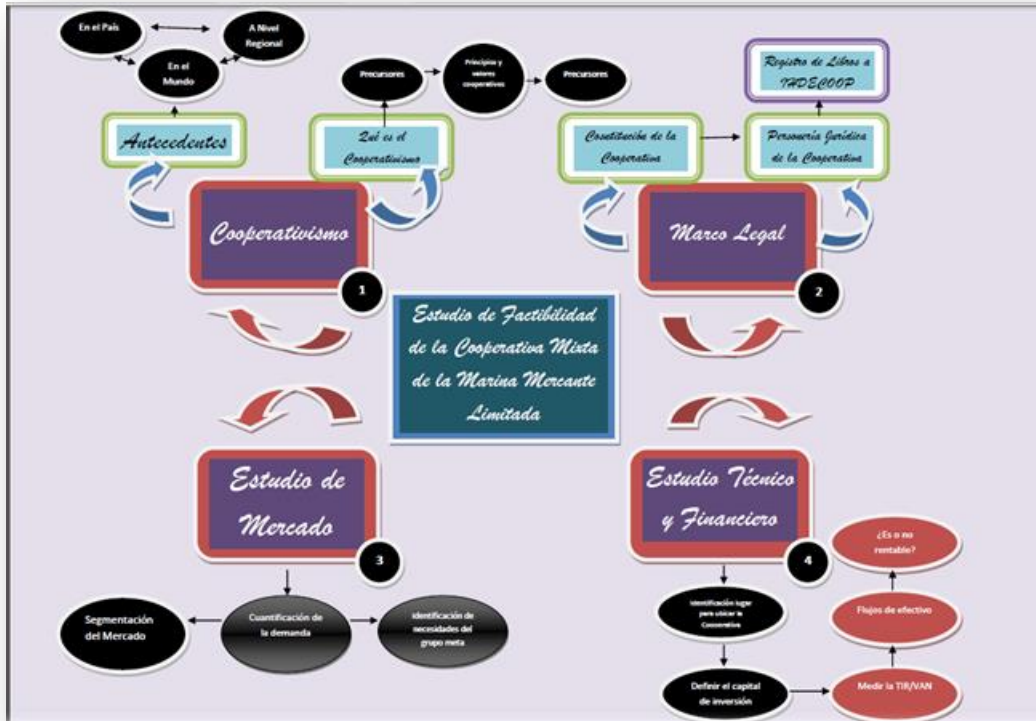 En el País
A Nivel
Regional
En el
Mundo
Antecedentes
Precursores
Principios y
valores
cooperativos
Precursores
Qué es el
Cooperativismo
Cooperativismo
1
Registro de Libros a
IHDECOOP
Cosntitución de la
Cooperativa
Personería Jurídica
de la Cooperativa
Marco Legal
2
Estudio de Factibilidad
de la Cooperativa Mixta
de la Marina Mercante
Limitada
Estudio de
Mercado
3
Segmentación
del Mercado
Cuantificación de
la demanda
Identificación de
necesidades del
grupo meta
Estudio Técnico
y Financiero
4
Identificación lugar
para ubicar la
Cooperativa
Definir el capital
de inversión
Medir la TIR/VAN
Flujos de efectivo
¿Es o no
rentable?